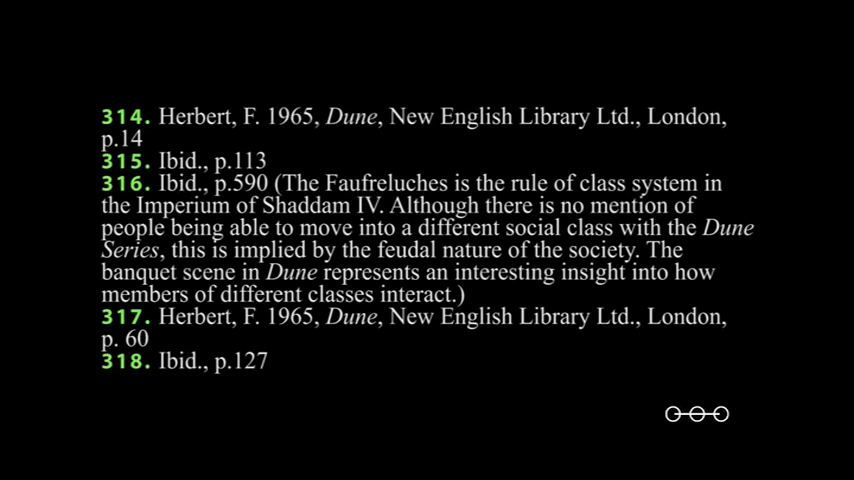 314. Herbert, F. 1965, Dune, New English Library Ltd., London,
p.14
315. Ibid., p.113
316. Ibid., p.590 (The Faufreluches is the rule of class system in
the Imperium of Shaddam IV. Although there is no mention of
people being able to move into a different social class with the Dune
Series, this is implied by the feudal nature of the society. The
banquet scene in Dune represents an interesting insight into how
members of different classes interact.)
317. Herbert, F. 1965, Dune, New English Library Ltd., London,
p. 60
318. Ibid., p.127